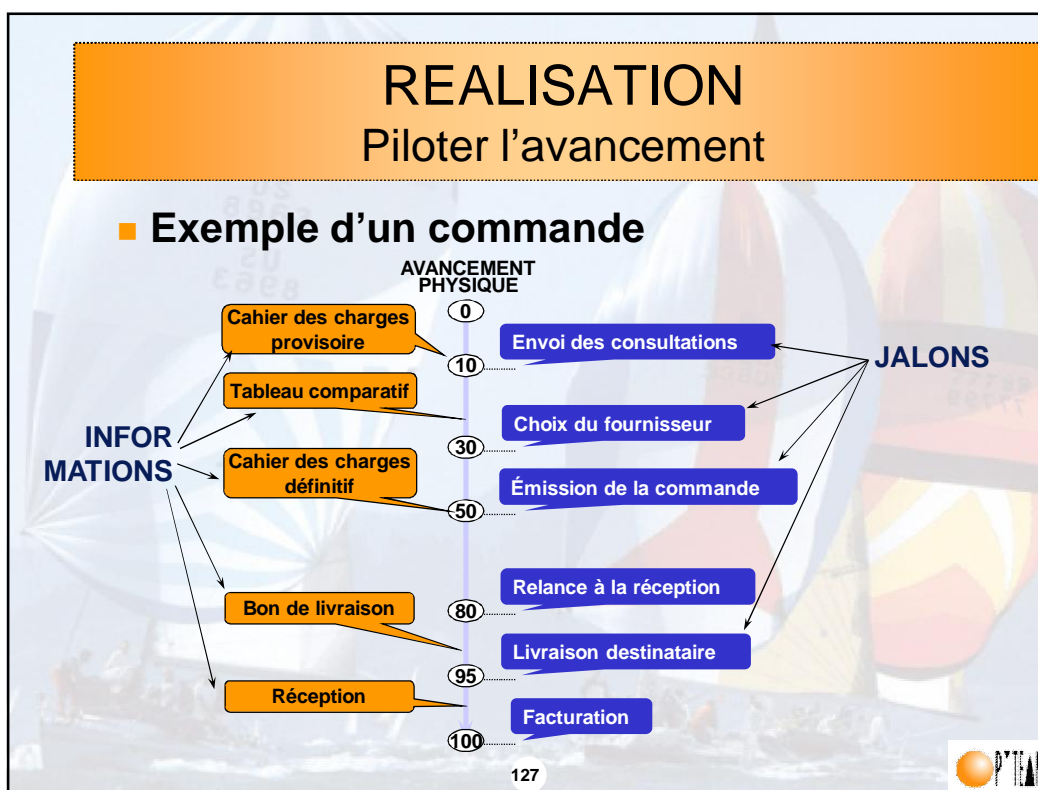 REALISATION
Piloter l’avancement
Exemple d’un commande
AVANCEMENT
PHYSIQUE
0
Cahier des charges
provisoire
Envoi des consultations
10
JALONS
Tableau comparatif
Choix du fournisseur
30
INFOR
MATIONS
Cahier des charges
définitif
Émission de la commande
50
Relance à la réception
Bon de livraison
80
Livraison destinataire
95
Réception
Facturation
100
127